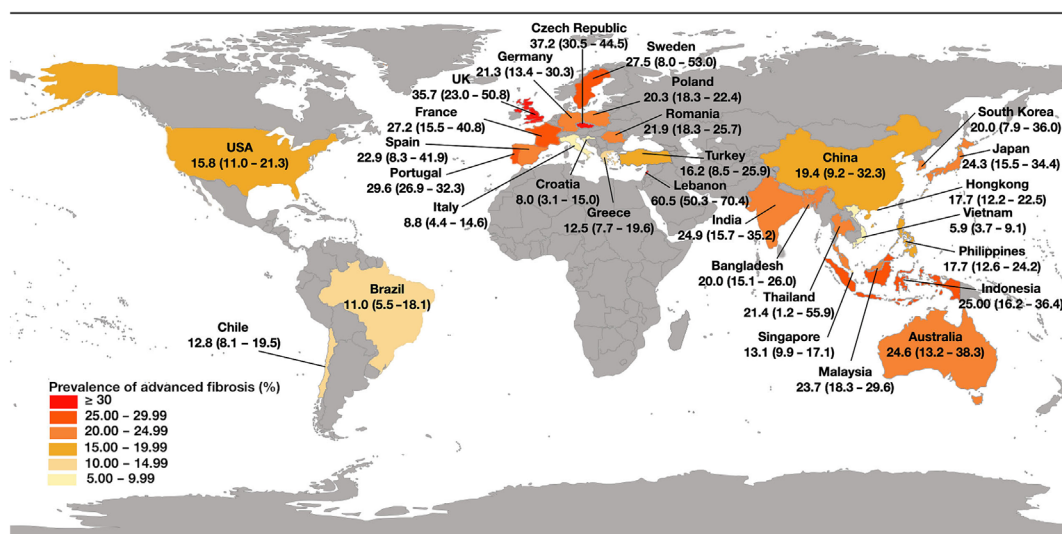 Czech Republic
37.2 (30.5 – 44.5)
Germany
21.3 (13.4 – 30.3)
Sweden
27.5 (8.0 – 53.0)
UK
35.7 (23.0 – 50.8)
Poland
20.3 (18.3 – 22.4)
France
27.2 (15.5 – 40.8)
Romania
21.9 (18.3 – 25.7)
South Korea
20.0 (7.9 – 36.0)
USA
15.8 (11.0 – 21.3)
Spain
22.9 (8.3 – 41.9)
Turkey
16.2 (8.5 – 25.9)
China
19.4 (9.2 – 32.3)
Japan
24.3 (15.5 – 34.4)
Portugal
29.6 (26.9 – 32.3)
Croatia
8.0 (3.1 – 15.0)
Lebanon
60.5 (50.3 – 70.4)
Hongkong
17.7 (12.2 – 22.5)
Italy
8.8 (4.4 – 14.6)
Greece
12.5 (7.7 – 19.6)
India
24.9 (15.7 – 35.2)
Vietnam
5.9 (3.7 – 9.1)
Bangladesh
20.0 (15.1 – 26.0)
Philippines
17.7 (12.6 – 24.2)
Brazil
11.0 (5.5 –18.1)
Thailand
21.4 (1.2 – 55.9)
Indonesia
25.00 (16.2 – 36.4)
Chile
12.8 (8.1 – 19.5)
Singapore
13.1 (9.9 – 17.1)
Australia
24.6 (13.2 – 38.3)
Malaysia
23.7 (18.3 – 29.6)
Prevalence of advanced fibrosis (%)
≥ 30
25.00 – 29.99
20.00 – 24.99
15.00 – 19.99
10.00 – 14.99
5.00 – 9.99